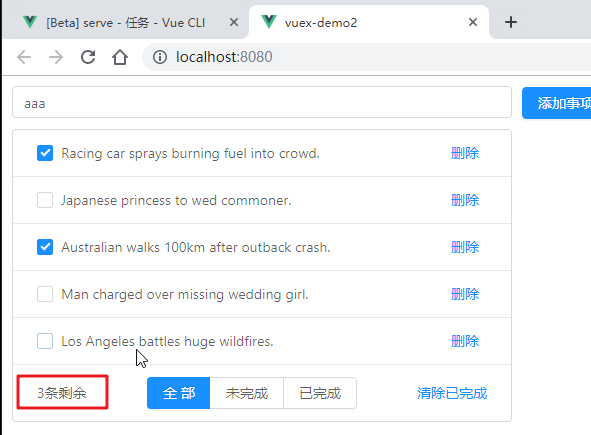 [Beta] serve - 任务 - Vue CLI
vuex-demo2
localhost:8080
aaa
添加事项
Racing car sprays burning fuel into crowd. 删除
Japanese princess to wed commoner. 删除
Australian walks 100km after outback crash. 删除
Man charged over missing wedding girl. 删除
Los Angeles battles huge wildfires. 删除
3条剩余 全 部 未完成 已完成 清除已完成